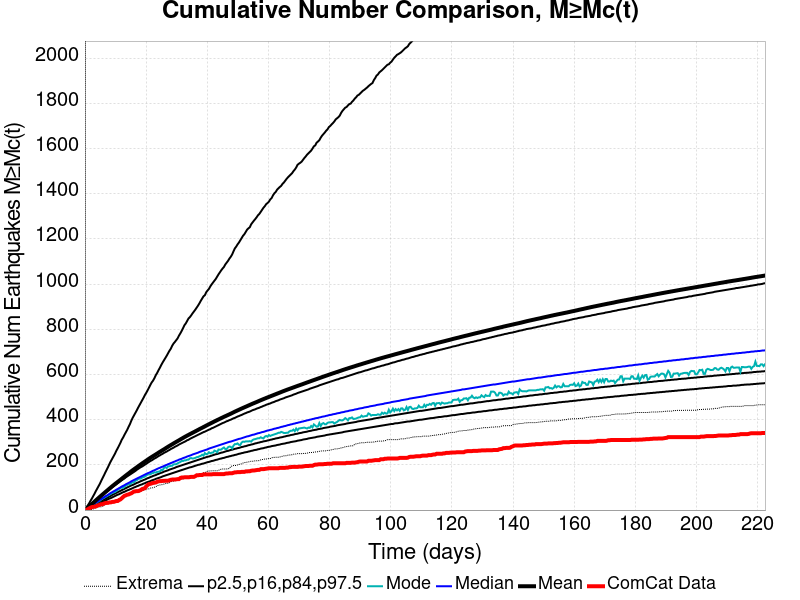 Cumulative Number Comparison, M≥Mc(t)
Cumulative Num Earthquakes M≥Mc(t)
2000
1800
1600
1400
1200
1000
800
600
400
200
0
0 20 40 60 80 100 120 140 160 180 200 220
Time (days)
Extrema p2.5,p16,p84,p97.5 Mode Median Mean ComCat Data